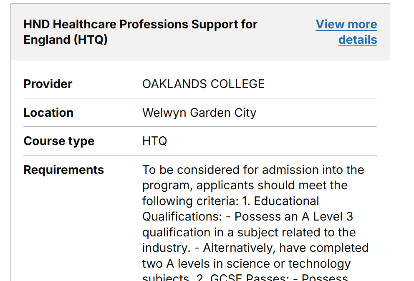 HND Healthcare Professions Support for
England (HTQ)
View more
details
Provider OAKLANDS COLLEGE
Location Welwyn Garden City
Course type HTQ
Requirements To be considered for admission into the
program, applicants should meet the
following criteria: 1. Educational
Qualifications: - Possess an A Level 3
qualification in a subject related to the
industry. - Alternatively, have completed
two A levels in science or technology
subjects. 2. GCSE Passes: - Possess